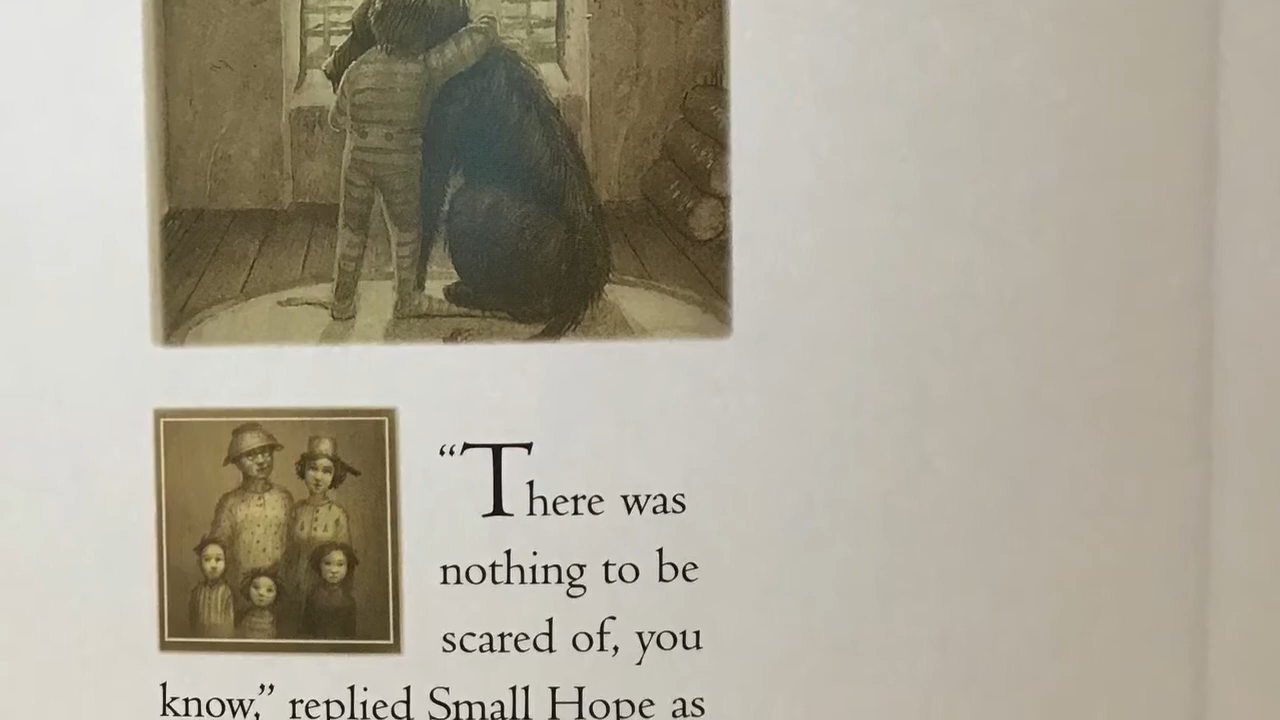 “There was
nothing to be
scared of, you
know,” replied Small Hope as